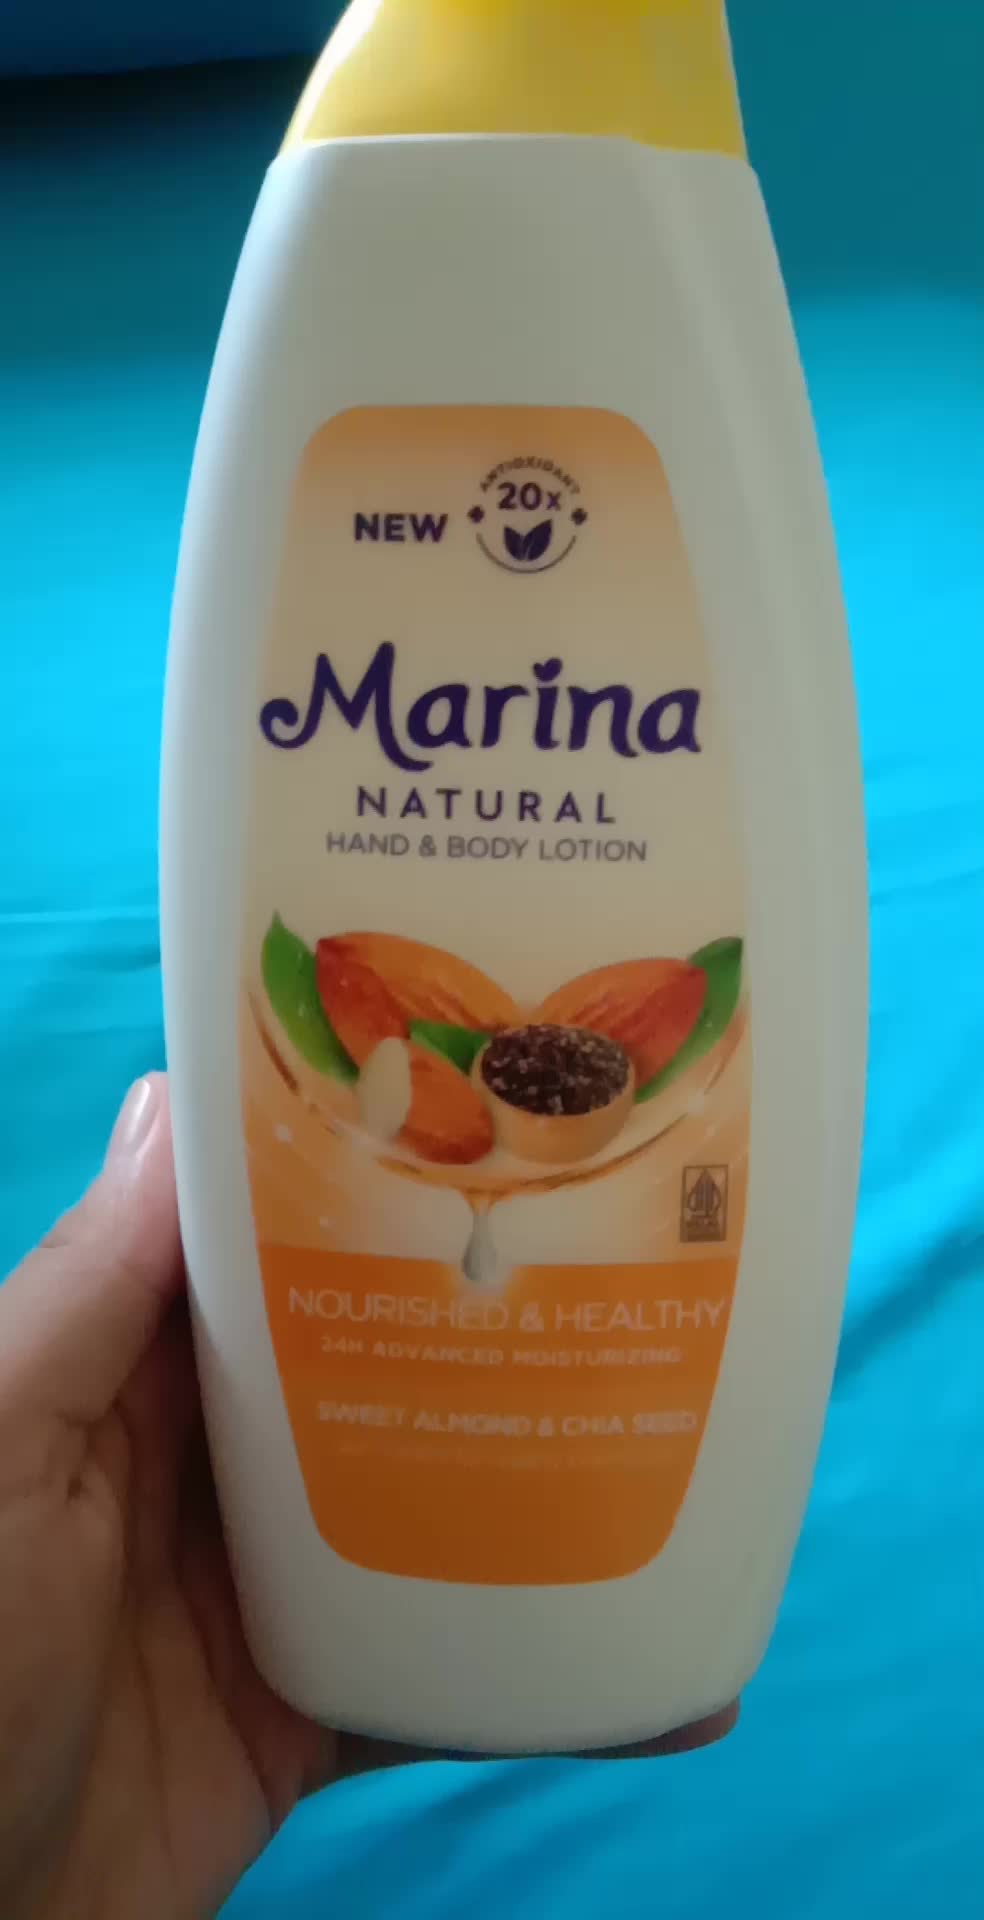 ANTIOXIDANT
20x
NEW
Marina
NATURAL
HAND & BODY LOTION
NOURISHED & HEALTHY
24H ADVANCED MOISTURIZING
SWEET ALMOND & CHIA SEED